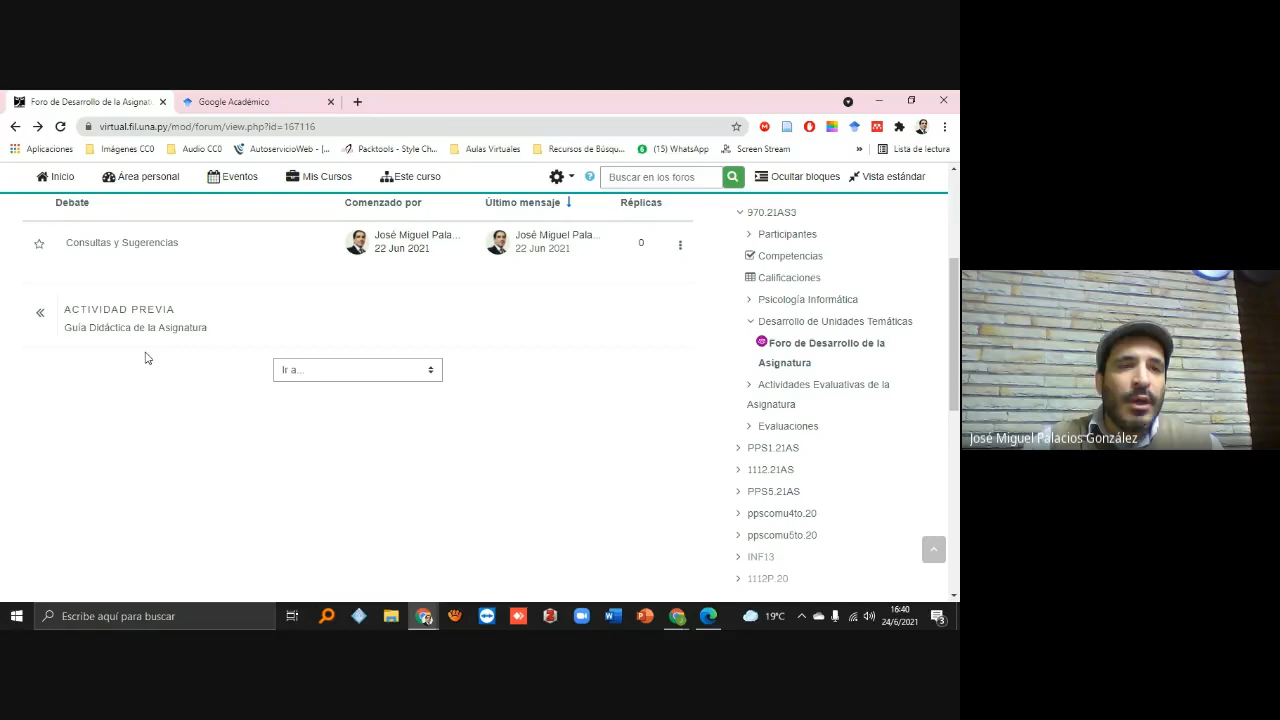 Foro de Desarrollo de la Asignatu
Google Académico
virtual.fil.una.py/mod/forum/view.php?id=167116
Aplicaciones
Imágenes CC0
Audio CC0
AutoservicioWeb - [...
Packtools - Style Ch...
Aulas Virtuales
Recursos de Búsqu...
6
(15) WhatsApp
Screen Stream
»
Lista de lectura
Inicio
Área personal
Eventos
Mis Cursos
Este curso
Buscar en los foros
Ocultar bloques
Vista estándar
Debate
Comenzado por
Último mensaje
Réplicas
Consultas y Sugerencias
José Miguel Pala...
22 Jun 2021
José Miguel Pala...
22 Jun 2021
0
ACTIVIDAD PREVIA
Guía Didáctica de la Asignatura
Ir a...
970.21AS3
Participantes
Competencias
Calificaciones
Psicología Informática
Desarrollo de Unidades Temáticas
Foro de Desarrollo de la
Asignatura
Actividades Evaluativas de la
Asignatura
Evaluaciones
PPS1.21AS
1112.21AS
PPS5.21AS
ppscomu4to.20
ppscomu5to.20
INF13
1112P.20
José Miguel Palacios González
Escribe aquí para buscar
19°C
16:40
24/6/2021
3